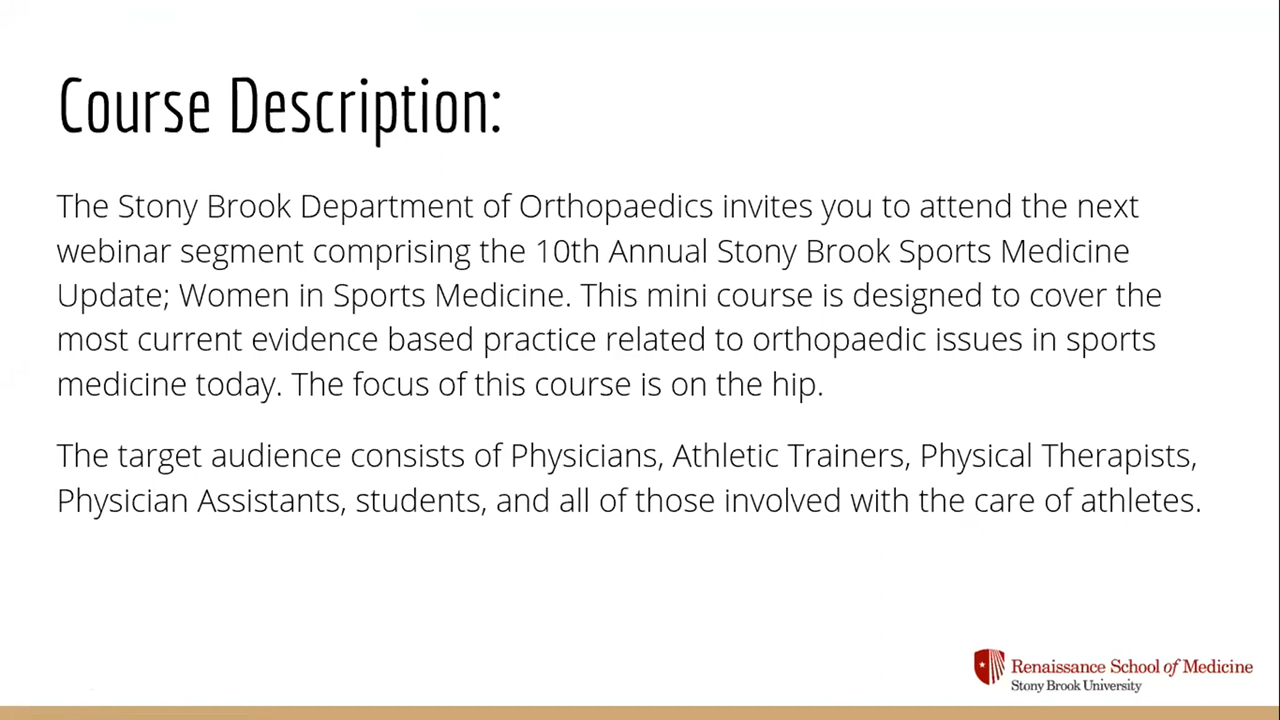 Course Description:
The Stony Brook Department of Orthopaedics invites you to attend the next
webinar segment comprising the 10th Annual Stony Brook Sports Medicine
Update; Women in Sports Medicine. This mini course is designed to cover the
most current evidence based practice related to orthopaedic issues in sports
medicine today. The focus of this course is on the hip.
The target audience consists of Physicians, Athletic Trainers, Physical Therapists,
Physician Assistants, students, and all of those involved with the care of athletes.
Renaissance School of Medicine
Stony Brook University